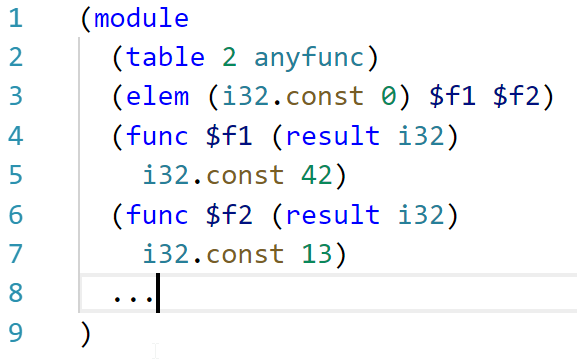 1 (module
2   (table 2 anyfunc)
3   (elem (i32.const 0) $f1 $f2)
4   (func $f1 (result i32)
5     i32.const 42)
6   (func $f2 (result i32)
7     i32.const 13)
8   ...
9 )